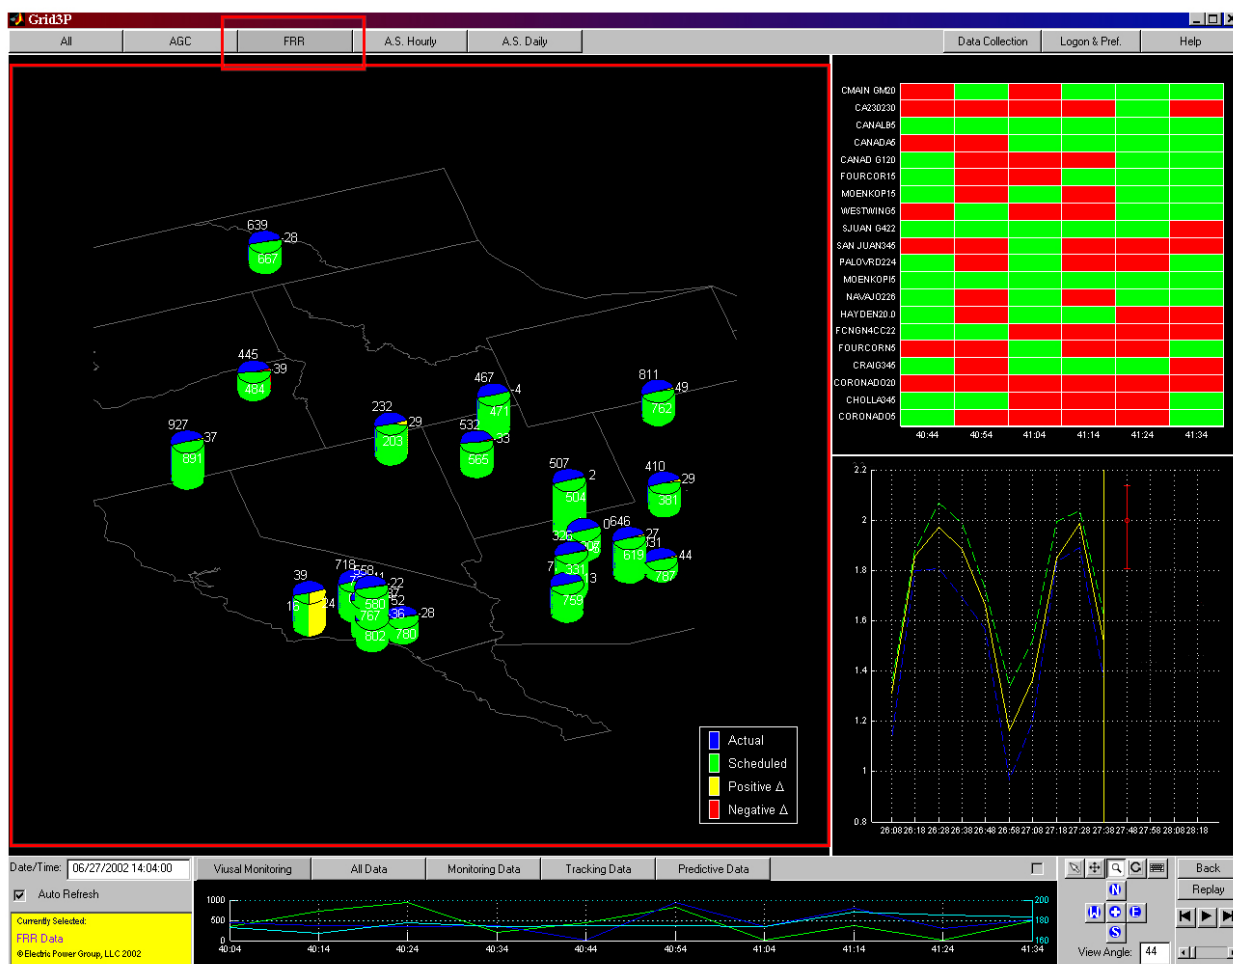 Grid3P
All AGC FRR A.S. Hourly A.S. Daily Data Collection Logon & Pref. Help
CMAIN GM20
CA230230
CANALB5
CANADA5
CANAD G120
FOURCOR15
MOENKOP15
WESTWING5
SJUAN G422
SAN JUAN345
PALOVRD224
MOENKOPI5
NAVAJO226
HAYDEN20.0
FCNGN4CC22
FOURCORN5
CRAIG345
CORONADO20
CHOLLA345
CORONADO5
40:44 40:54 41:04 41:14 41:24 41:34
639
-28
667
445
-39
484
467
-4
471
811
49
762
927
37
891
232
29
203
532
-33
565
507
2
504
410
29
381
326
0
646
27
331
619
44
787
331
13
759
39
16
24
718
558
22
580
767
52
36
802
-28
780
Actual
Scheduled
Positive Δ
Negative Δ
2.2
2
1.8
1.6
1.4
1.2
1
0.8
26:08 26:18 26:28 26:38 26:48 26:58 27:08 27:18 27:28 27:38 27:48 27:58 28:08 28:18
Date/Time: 06/27/2002 14:04:00
Auto Refresh
Currently Selected:
FRR Data
© Electric Power Group, LLC 2002
Viusal Monitoring All Data Monitoring Data Tracking Data Predictive Data
1000
500
0
200
180
160
40:04 40:14 40:24 40:34 40:44 40:54 41:04 41:14 41:24 41:34
N
W E
S
View Angle: 44
Back
Replay